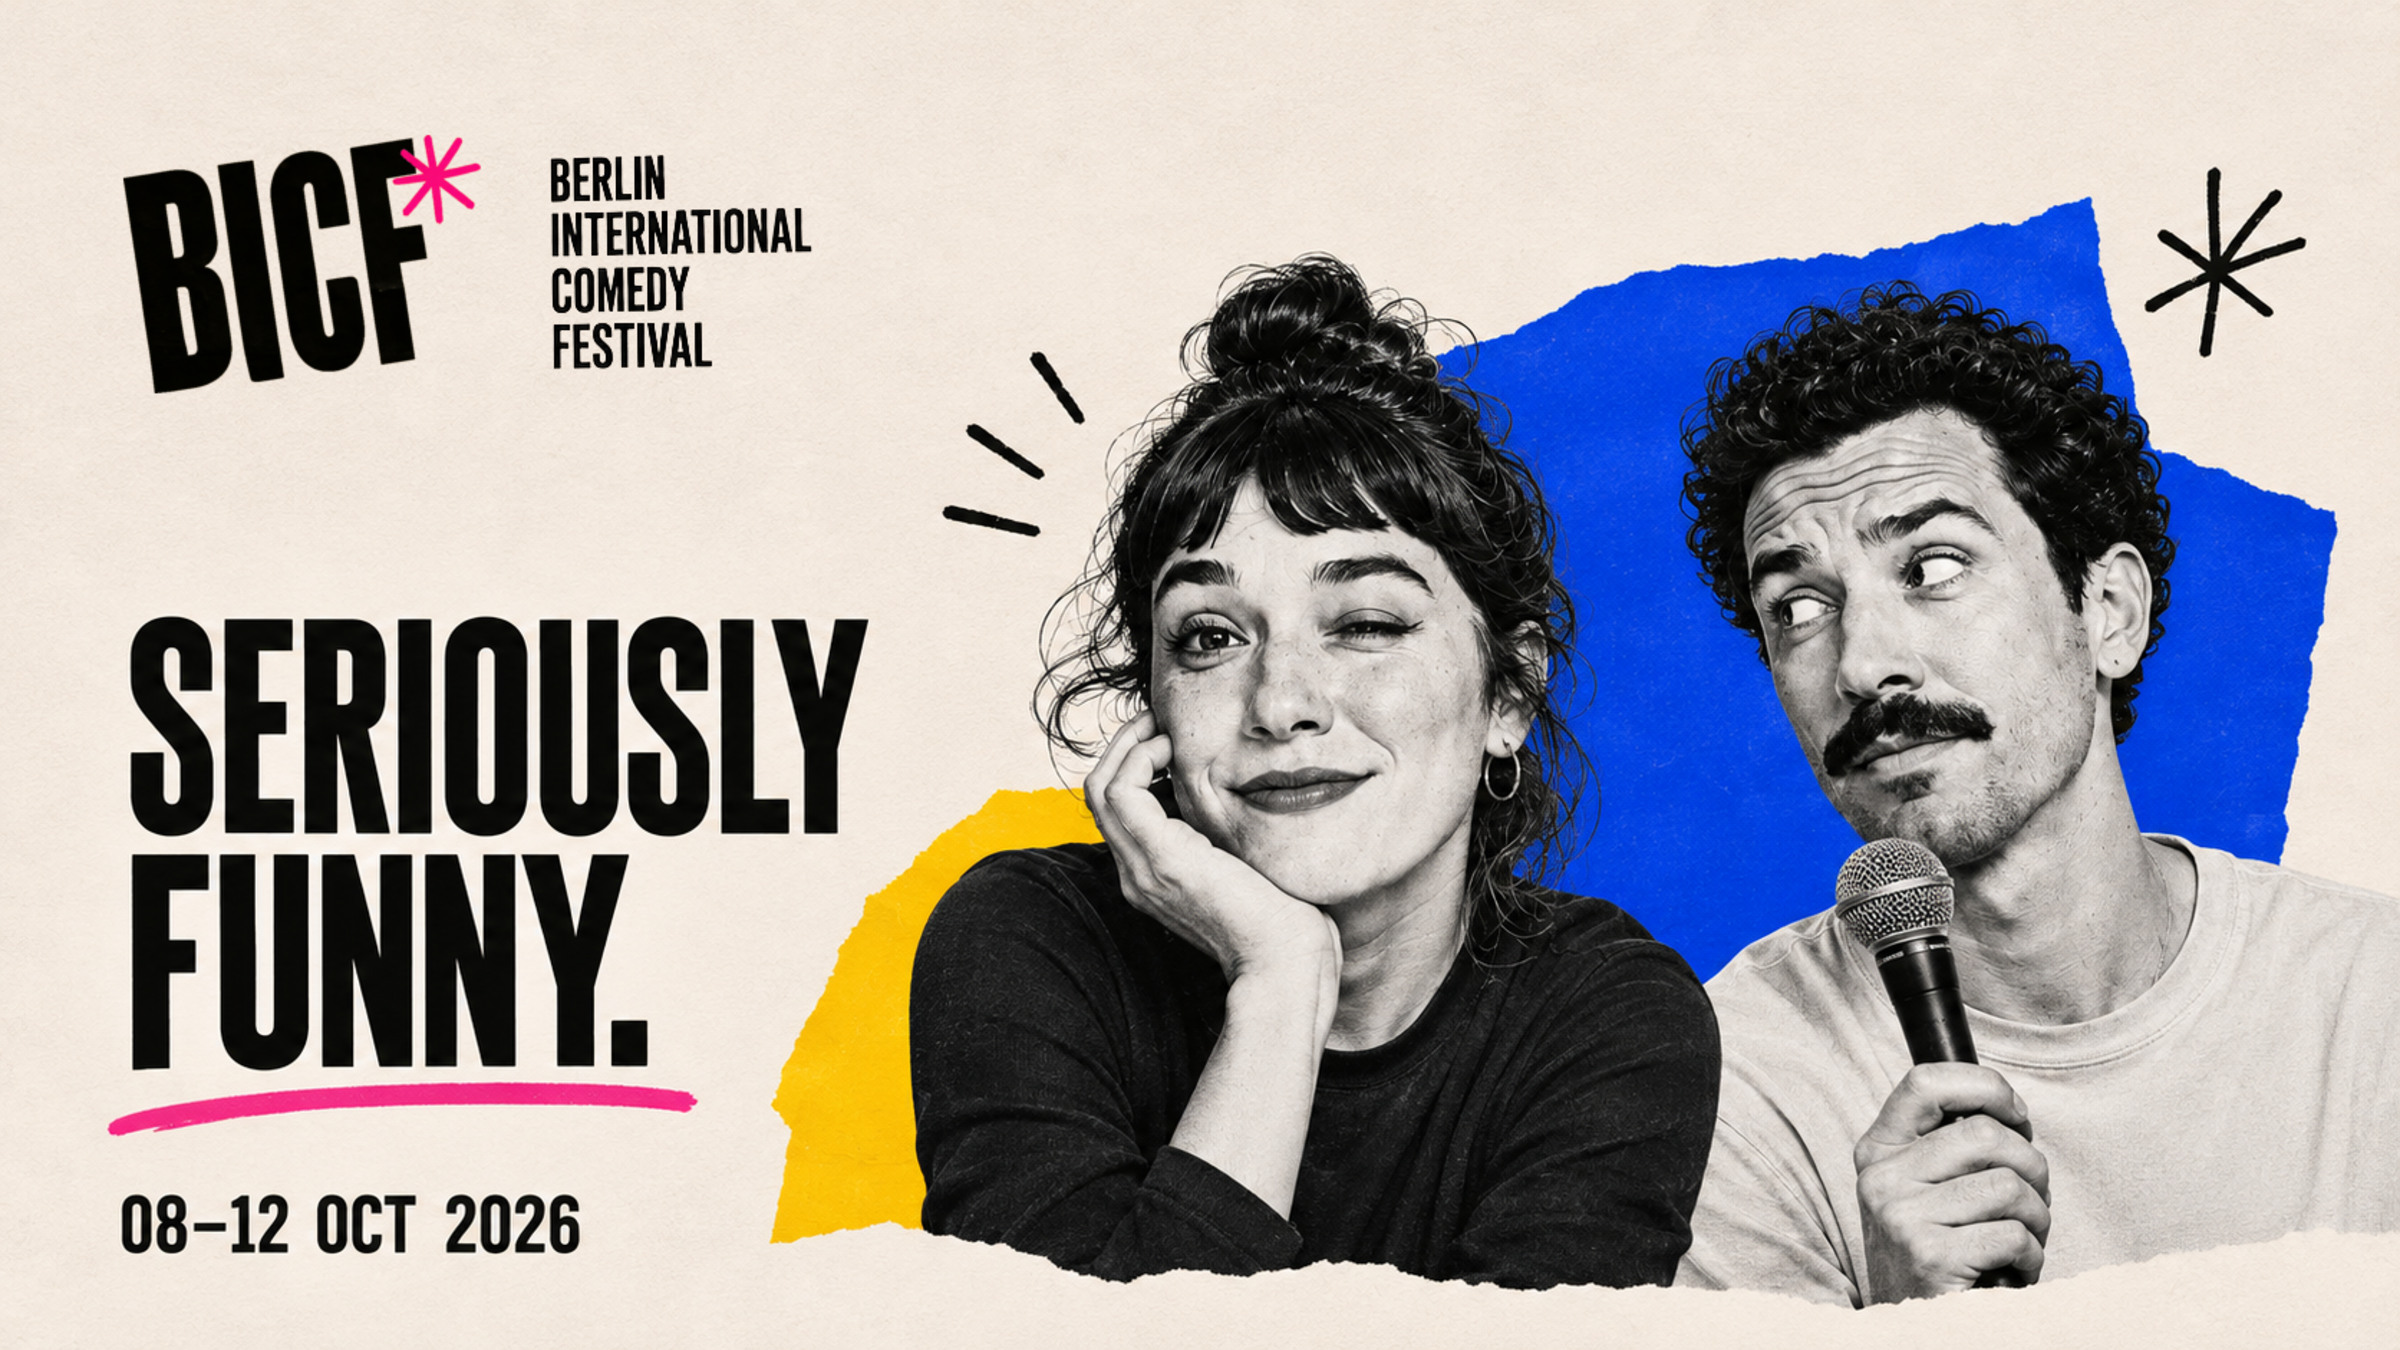 BICF*
BERLIN
INTERNATIONAL
COMEDY
FESTIVAL
SERIOUSLY
FUNNY.
08–12 OCT 2026